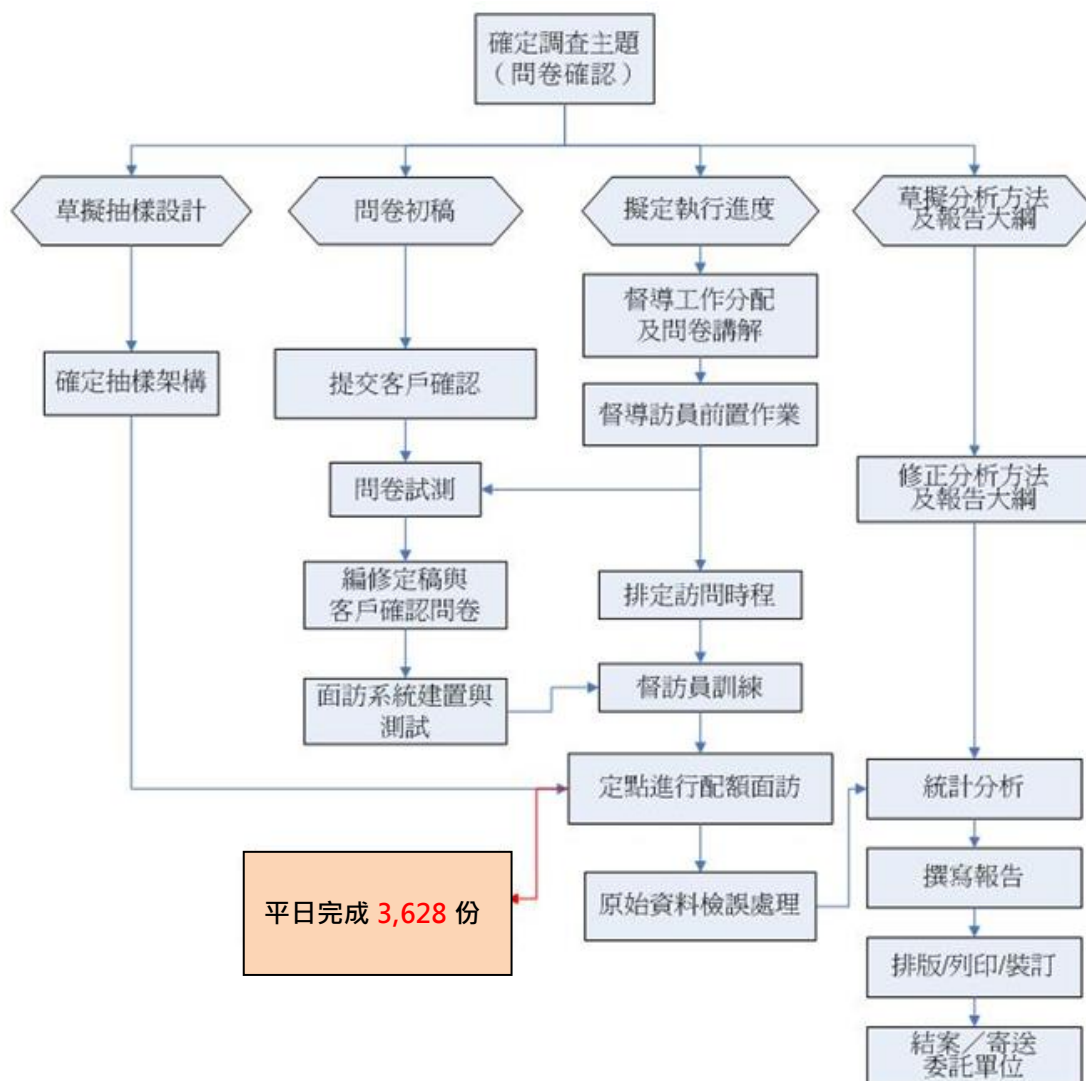 確定調查主題
（問卷確認）
草擬抽樣設計
問卷初稿
擬定執行進度
草擬分析方法
及報告大綱
督導工作分配
及問卷講解
確定抽樣架構
提交客戶確認
督導訪員前置作業
問卷試測
修正分析方法
及報告大綱
編修定稿與
客戶確認問卷
排定訪問時程
面訪系統建置與
測試
督訪員訓練
定點進行配額面訪
統計分析
平日完成 3,628 份
原始資料檢誤處理
撰寫報告
排版/列印/裝訂
結案／寄送
委託單位